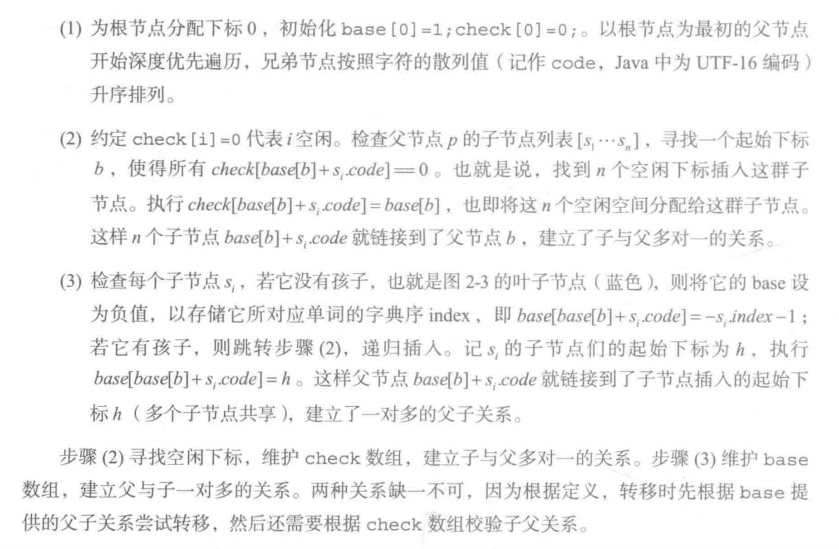 (1) 为根节点分配下标 0，初始化 base[0]=1;check[0]=0;。以根节点为最初的父节点
开始深度优先遍历，兄弟节点按照字符的散列值（记作 code，Java 中为 UTF-16 编码）
升序排列。
(2) 约定 check[i]=0 代表 i 空闲。检查父节点 p 的子节点列表 [s₁⋯sₙ]，寻找一个起始下标
b，使得所有 check[base[b]+sᵢ.code]==0。也就是说，找到 n 个空闲下标插入这群子
节点。执行 check[base[b]+sᵢ.code]=base[b]，也即将这 n 个空闲空间分配给这群子节点。
这样 n 个子节点 base[b]+sᵢ.code 就链接到了父节点 b，建立了子与父多对一的关系。
(3) 检查每个子节点 sᵢ，若它没有孩子，也就是图 2-3 的叶子节点（蓝色），则将它的 base 设
为负值，以存储它所对应单词的字典序 index，即 base[base[b]+sᵢ.code]=−sᵢ.index−1；
若它有孩子，则跳转步骤 (2)，递归插入。记 sᵢ 的子节点们的起始下标为 h，执行
base[base[b]+sᵢ.code]=h。这样父节点 base[b]+sᵢ.code 就链接到了子节点插入的起始下
标 h（多个子节点共享），建立了一对多的父子关系。
步骤 (2) 寻找空闲下标，维护 check 数组，建立子与父多对一的关系。步骤 (3) 维护 base
数组，建立父与子一对多的关系。两种关系缺一不可，因为根据定义，转移时先根据 base 提
供的父子关系尝试转移，然后还需要根据 check 数组校验子父关系。